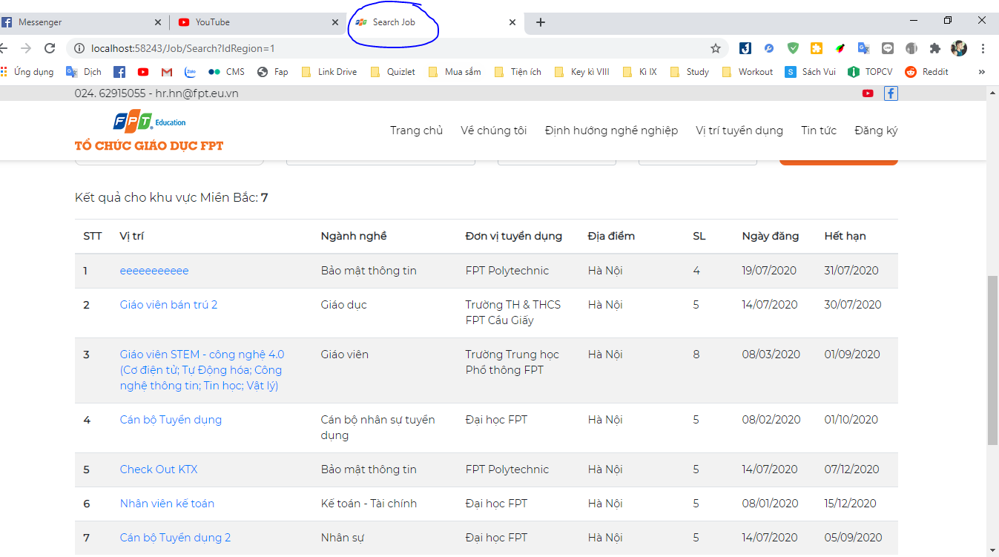 Messenger
YouTube
Search Job
localhost:58243/Job/Search?IdRegion=1
Ứng dụng
Dịch
CMS
Fap
Link Drive
Quizlet
Mua sắm
Tiện ích
Key kì VIII
Kì IX
Study
Workout
Sách Vui
TOPCV
Reddit
024. 62915055 - hr.hn@fpt.eu.vn
FPT Education
TỔ CHỨC GIÁO DỤC FPT
Trang chủ
Về chúng tôi
Định hướng nghề nghiệp
Vị trí tuyển dụng
Tin tức
Đăng ký
Kết quả cho khu vực Miền Bắc: 7
STT Vị trí Ngành nghề Đơn vị tuyển dụng Địa điểm SL Ngày đăng Hết hạn
1 eeeeeeeeeee Bảo mật thông tin FPT Polytechnic Hà Nội 4 19/07/2020 31/07/2020
2 Giáo viên bán trú 2 Giáo dục Trường TH & THCS Hà Nội 5 14/07/2020 30/07/2020
FPT Cầu Giấy
3 Giáo viên STEM - công nghệ 4.0 Giáo viên Trường Trung học Hà Nội 8 08/03/2020 01/09/2020
(Cơ điện tử; Tự Động hóa; Công Phổ thông FPT
nghệ thông tin; Tin học; Vật lý)
4 Cán bộ Tuyển dụng Cán bộ nhân sự tuyển Đại học FPT Hà Nội 5 08/02/2020 01/10/2020
dụng
5 Check Out KTX Bảo mật thông tin FPT Polytechnic Hà Nội 5 14/07/2020 07/12/2020
6 Nhân viên kế toán Kế toán - Tài chính Đại học FPT Hà Nội 5 08/01/2020 15/12/2020
7 Cán bộ Tuyển dụng 2 Nhân sự Đại học FPT Hà Nội 5 14/07/2020 05/09/2020